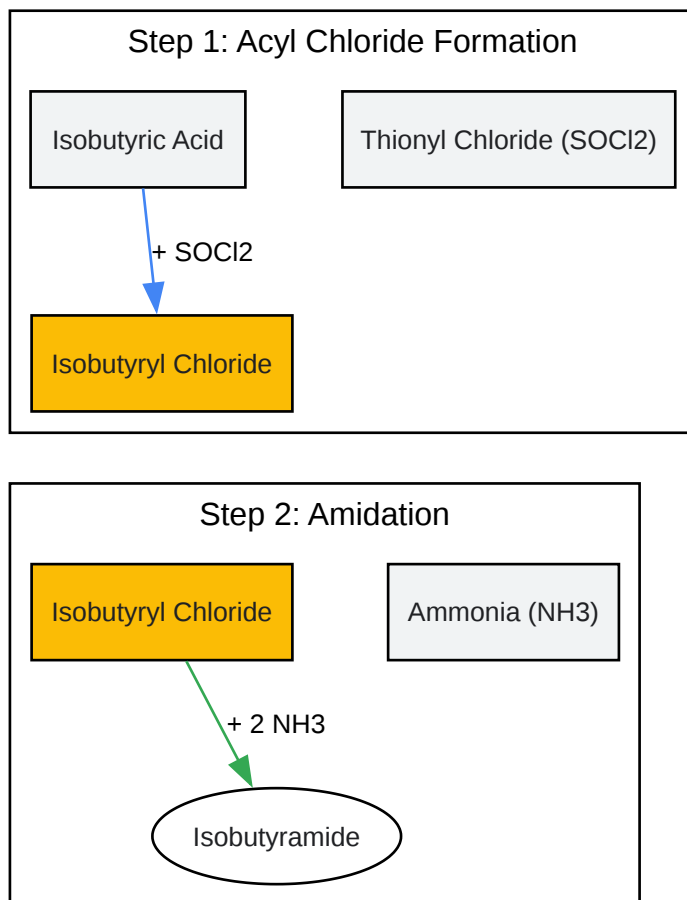 Step 1: Acyl Chloride Formation
Isobutyric Acid
Thionyl Chloride (SOCl2)
+ SOCl2
Isobutyryl Chloride
Step 2: Amidation
Isobutyryl Chloride
Ammonia (NH3)
+ 2 NH3
Isobutyramide